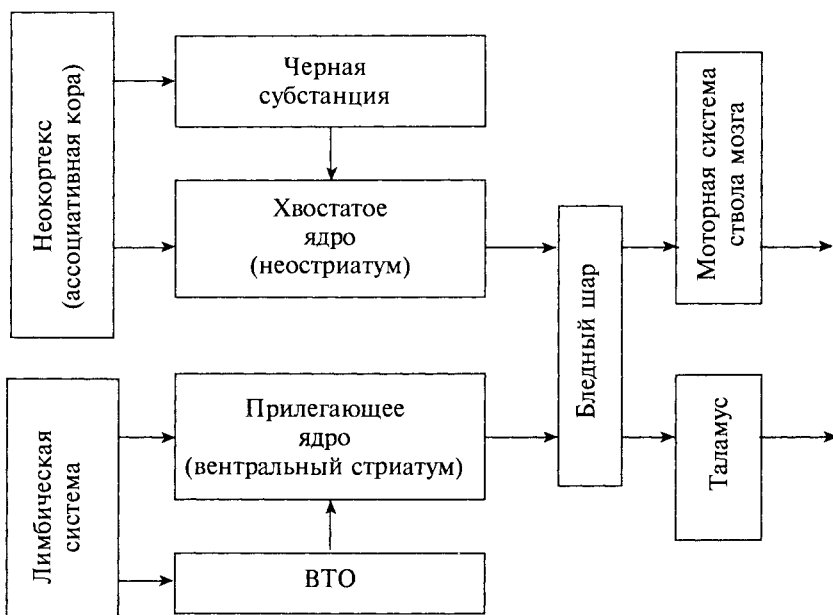 Неокортекс
(ассоциативная кора)
Черная
субстанция
Хвостатое
ядро
(неостриатум)
Лимбическая
система
Прилегающее
ядро
(вентральный стриатум)
ВТО
Бледный шар
Моторная система
ствола мозга
Таламус